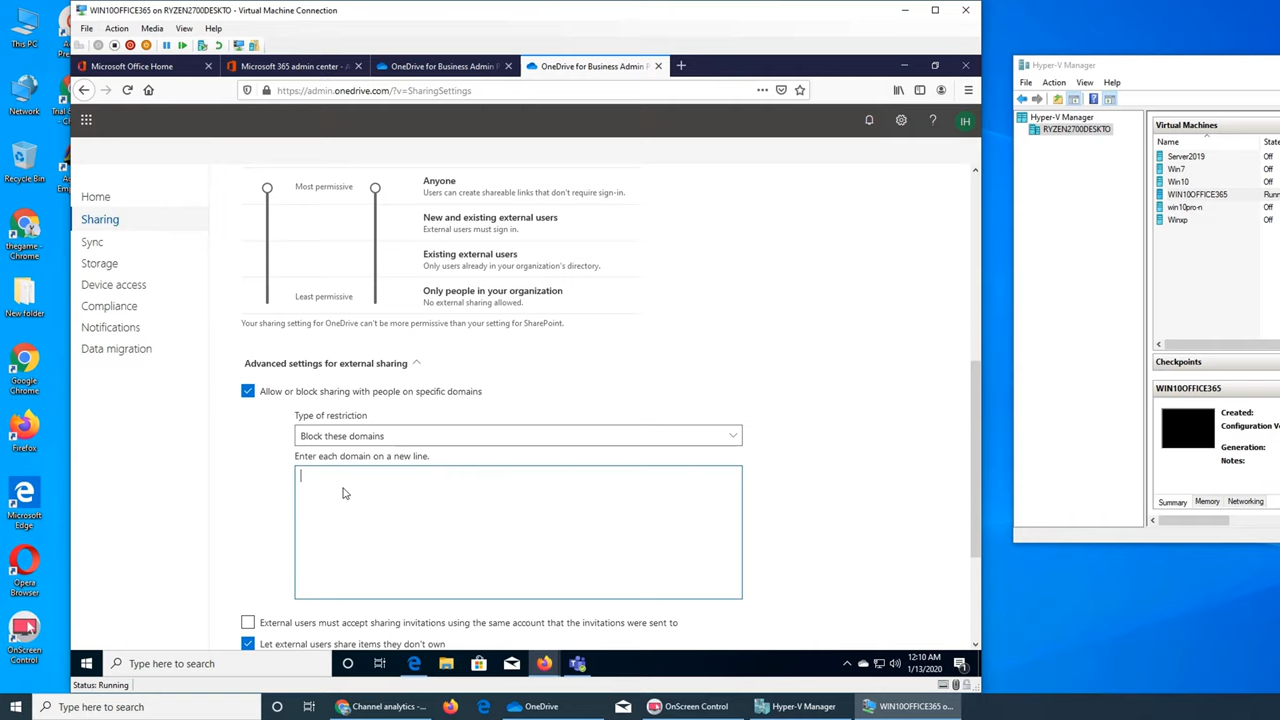 This PC
Network
Recycle Bin
thegame -
Chrome
New folder
Google
Chrome
Firefox
Microsoft
Edge
Opera
Browser
OnScreen
Control
WIN10OFFICE365 on RYZEN2700DESKTO - Virtual Machine Connection
File Action Media View Help
Microsoft Office Home
Microsoft 365 admin center - A
OneDrive for Business Admin P
OneDrive for Business Admin P
https://admin.onedrive.com/?v=SharingSettings
IH
Home
Sharing
Sync
Storage
Device access
Compliance
Notifications
Data migration
Most permissive
Least permissive
Anyone
Users can create shareable links that don't require sign-in.
New and existing external users
External users must sign in.
Existing external users
Only users already in your organization's directory.
Only people in your organization
No external sharing allowed.
Your sharing setting for OneDrive can't be more permissive than your setting for SharePoint.
Advanced settings for external sharing
Allow or block sharing with people on specific domains
Type of restriction
Block these domains
Enter each domain on a new line.
External users must accept sharing invitations using the same account that the invitations were sent to
Let external users share items they don't own
Type here to search
12:10 AM
1/13/2020
1
Status: Running
Hyper-V Manager
File Action View Help
Hyper-V Manager
RYZEN2700DESKTO
Virtual Machines
Name State
Server2019 Off
Win7 Off
Win10 Off
WIN10OFFICE365 Runn
win10pro-n Off
Winxp Off
Checkpoints
WIN10OFFICE365
Created:
Configuration Ve
Generation:
Notes:
Summary Memory Networking
Type here to search
Channel analytics -...
OneDrive
OnScreen Control
Hyper-V Manager
WIN10OFFICE365 o...